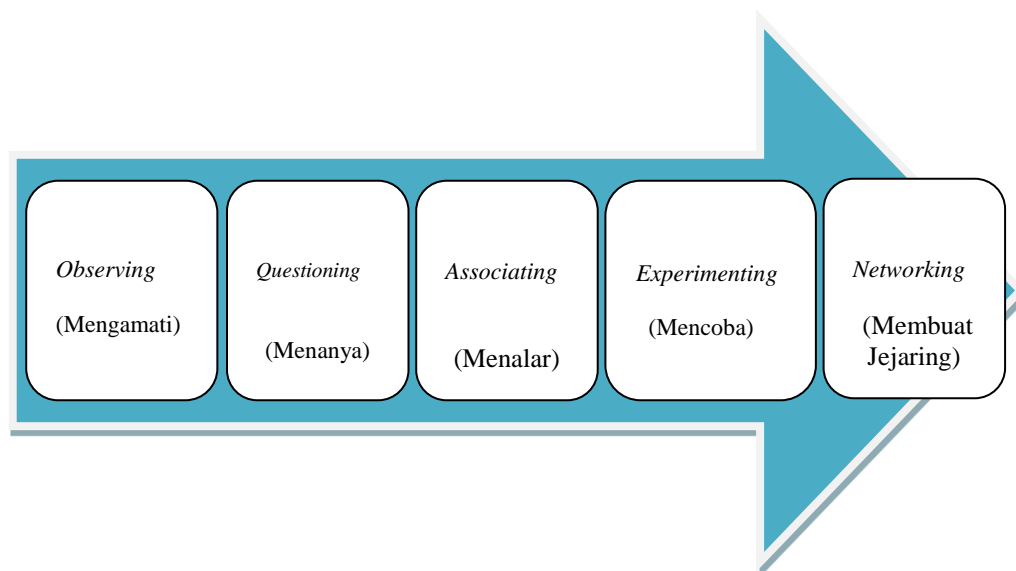 Observing
(Mengamati)
Questioning
(Menanya)
Associating
(Menalar)
Experimenting
(Mencoba)
Networking
(Membuat
Jejaring)